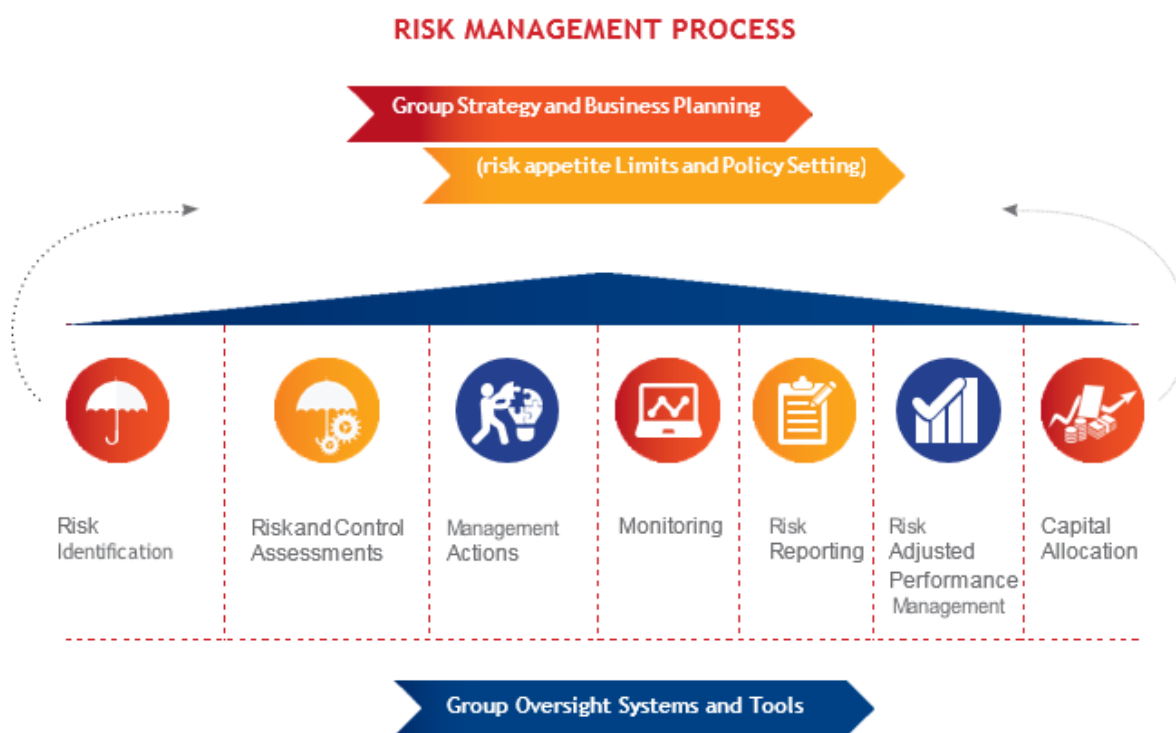 RISK MANAGEMENT PROCESS
Group Strategy and Business Planning
(risk appetite Limits and Policy Setting)
Risk
Identification
Riskand Control
Assessments
Management
Actions
Monitoring
Risk
Reporting
Risk
Adjusted
Performance
Management
Capital
Allocation
Group Oversight Systems and Tools